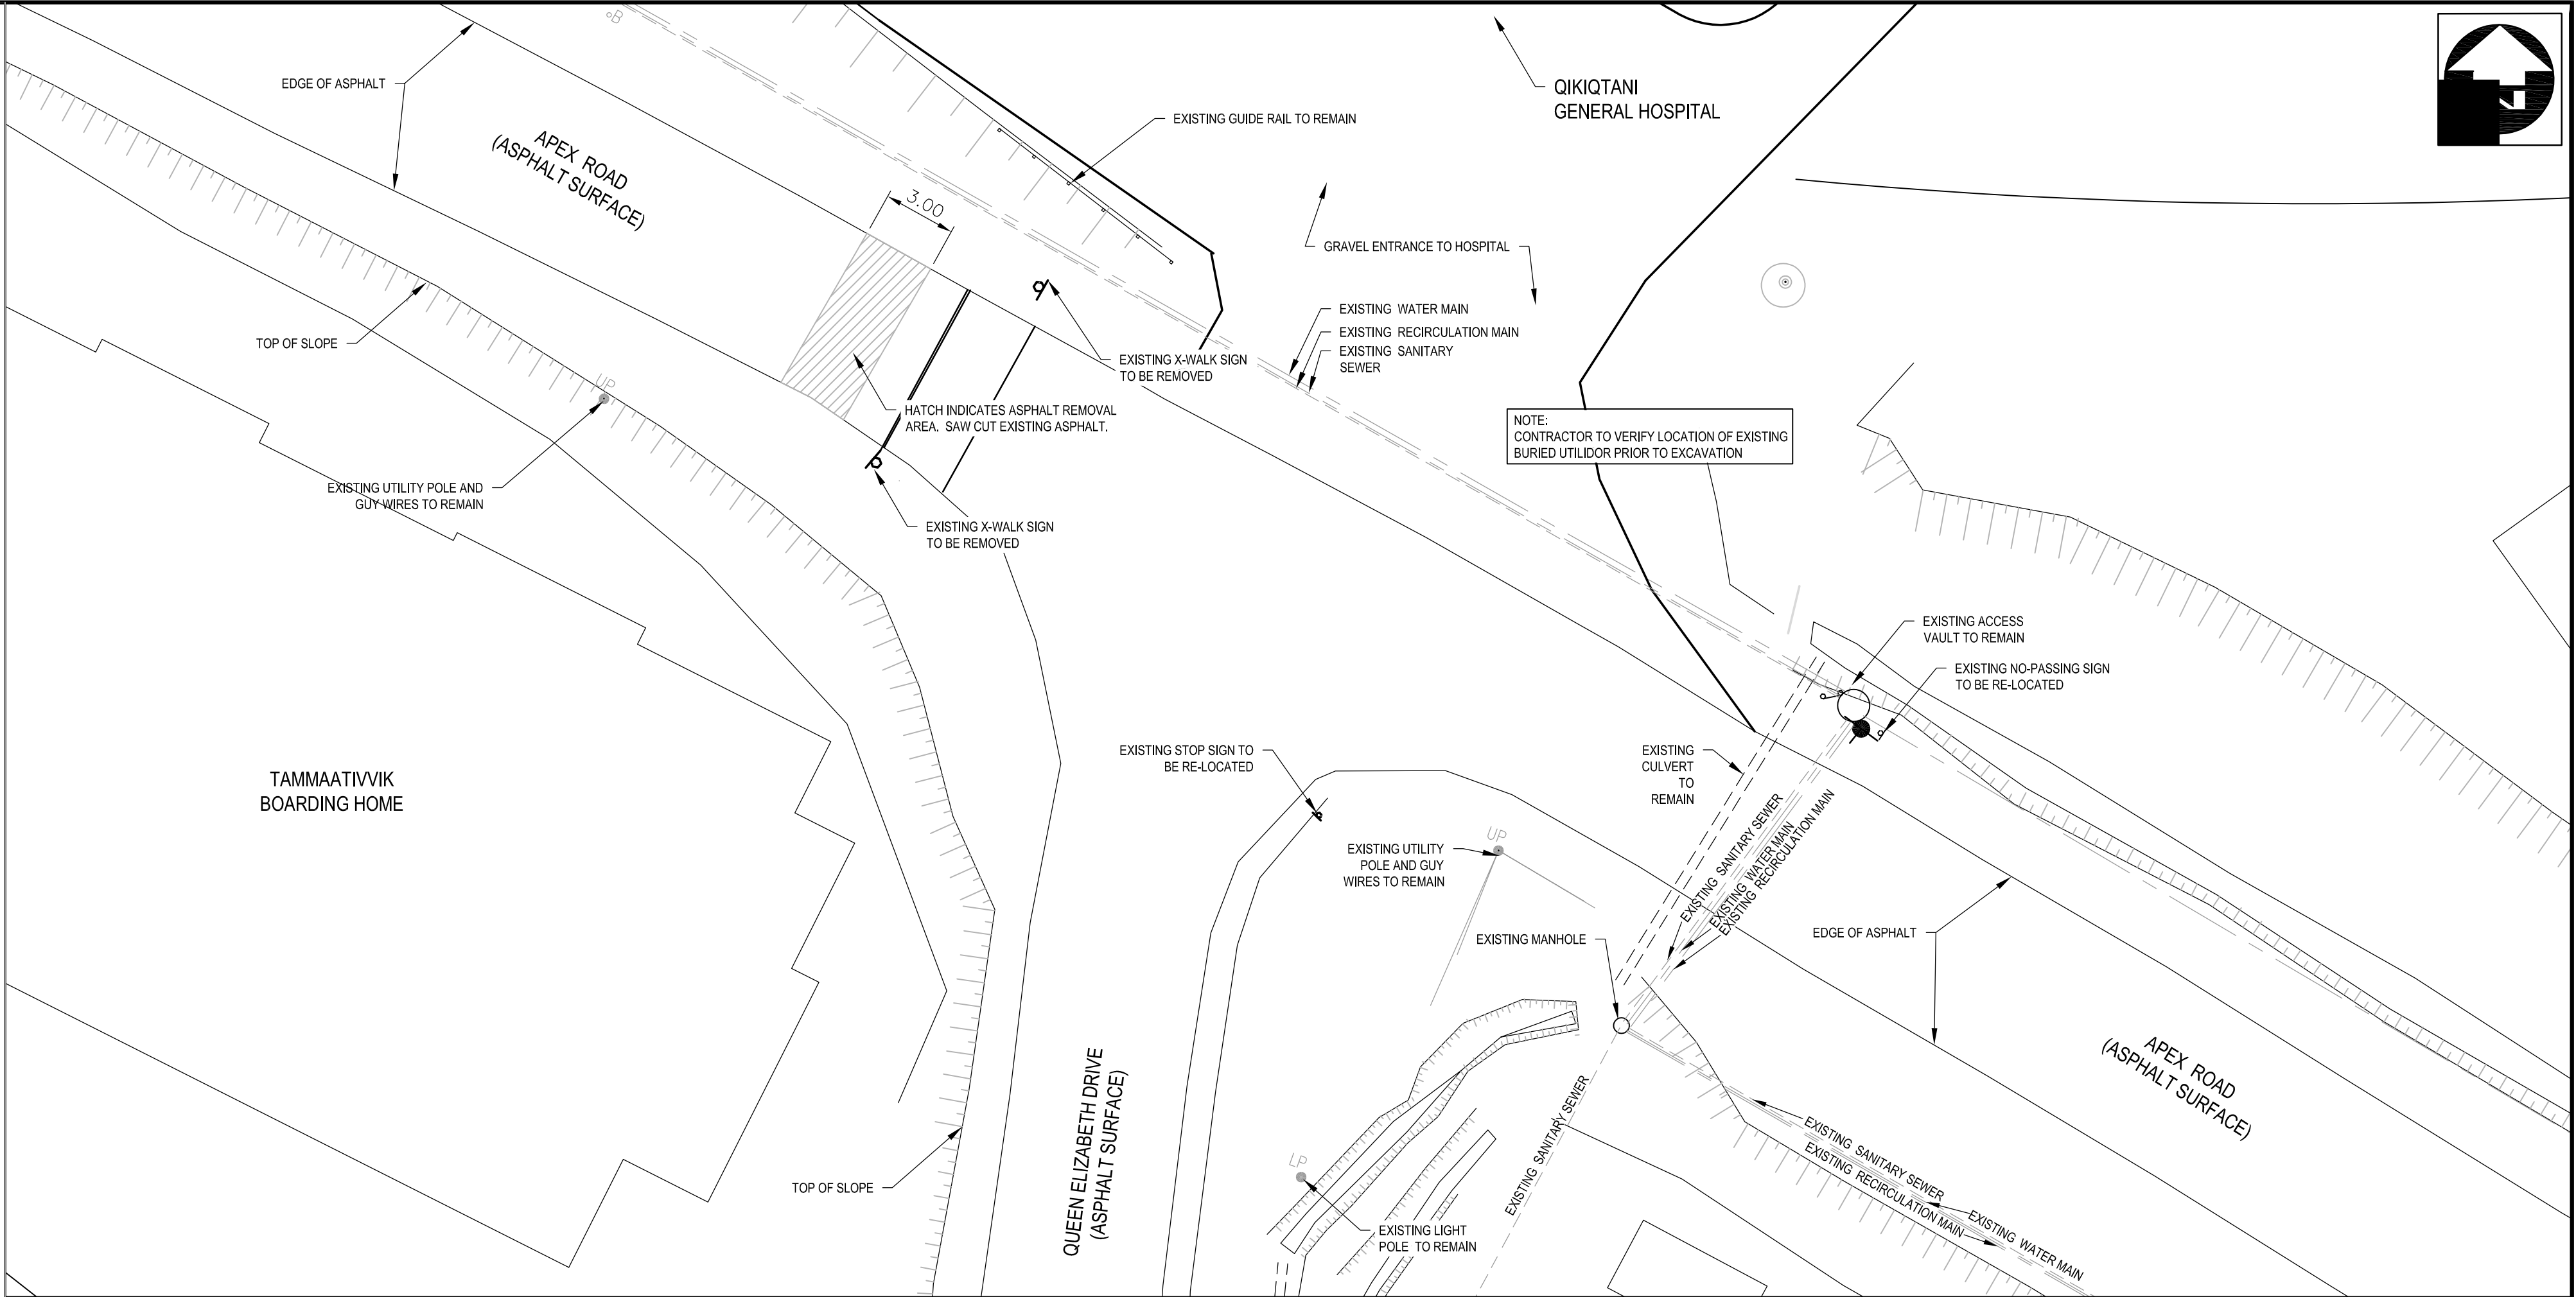 B
EDGE OF ASPHALT
APEX ROAD
(ASPHALT SURFACE)
EXISTING GUIDE RAIL TO REMAIN
QIKIQTANI
GENERAL HOSPITAL
3.00
GRAVEL ENTRANCE TO HOSPITAL
EXISTING WATER MAIN
EXISTING RECIRCULATION MAIN
EXISTING SANITARY
SEWER
TOP OF SLOPE
EXISTING X-WALK SIGN
TO BE REMOVED
UP
HATCH INDICATES ASPHALT REMOVAL
AREA. SAW CUT EXISTING ASPHALT.
NOTE:
CONTRACTOR TO VERIFY LOCATION OF EXISTING
BURIED UTILIDOR PRIOR TO EXCAVATION
EXISTING UTILITY POLE AND
GUY WIRES TO REMAIN
EXISTING X-WALK SIGN
TO BE REMOVED
EXISTING ACCESS
VAULT TO REMAIN
EXISTING NO-PASSING SIGN
TO BE RE-LOCATED
TAMMAATIVVIK
BOARDING HOME
EXISTING STOP SIGN TO
BE RE-LOCATED
EXISTING
CULVERT
TO
REMAIN
UP
EXISTING UTILITY
POLE AND GUY
WIRES TO REMAIN
EXISTING SANITARY SEWER
EXISTING WATER MAIN
EXISTING RECIRCULATION MAIN
EXISTING MANHOLE
EDGE OF ASPHALT
APEX ROAD
(ASPHALT SURFACE)
QUEEN ELIZABETH DRIVE
(ASPHALT SURFACE)
TOP OF SLOPE
LP
EXISTING LIGHT
POLE TO REMAIN
EXISTING SANITARY SEWER
EXISTING SANITARY SEWER
EXISTING RECIRCULATION MAIN
EXISTING WATER MAIN